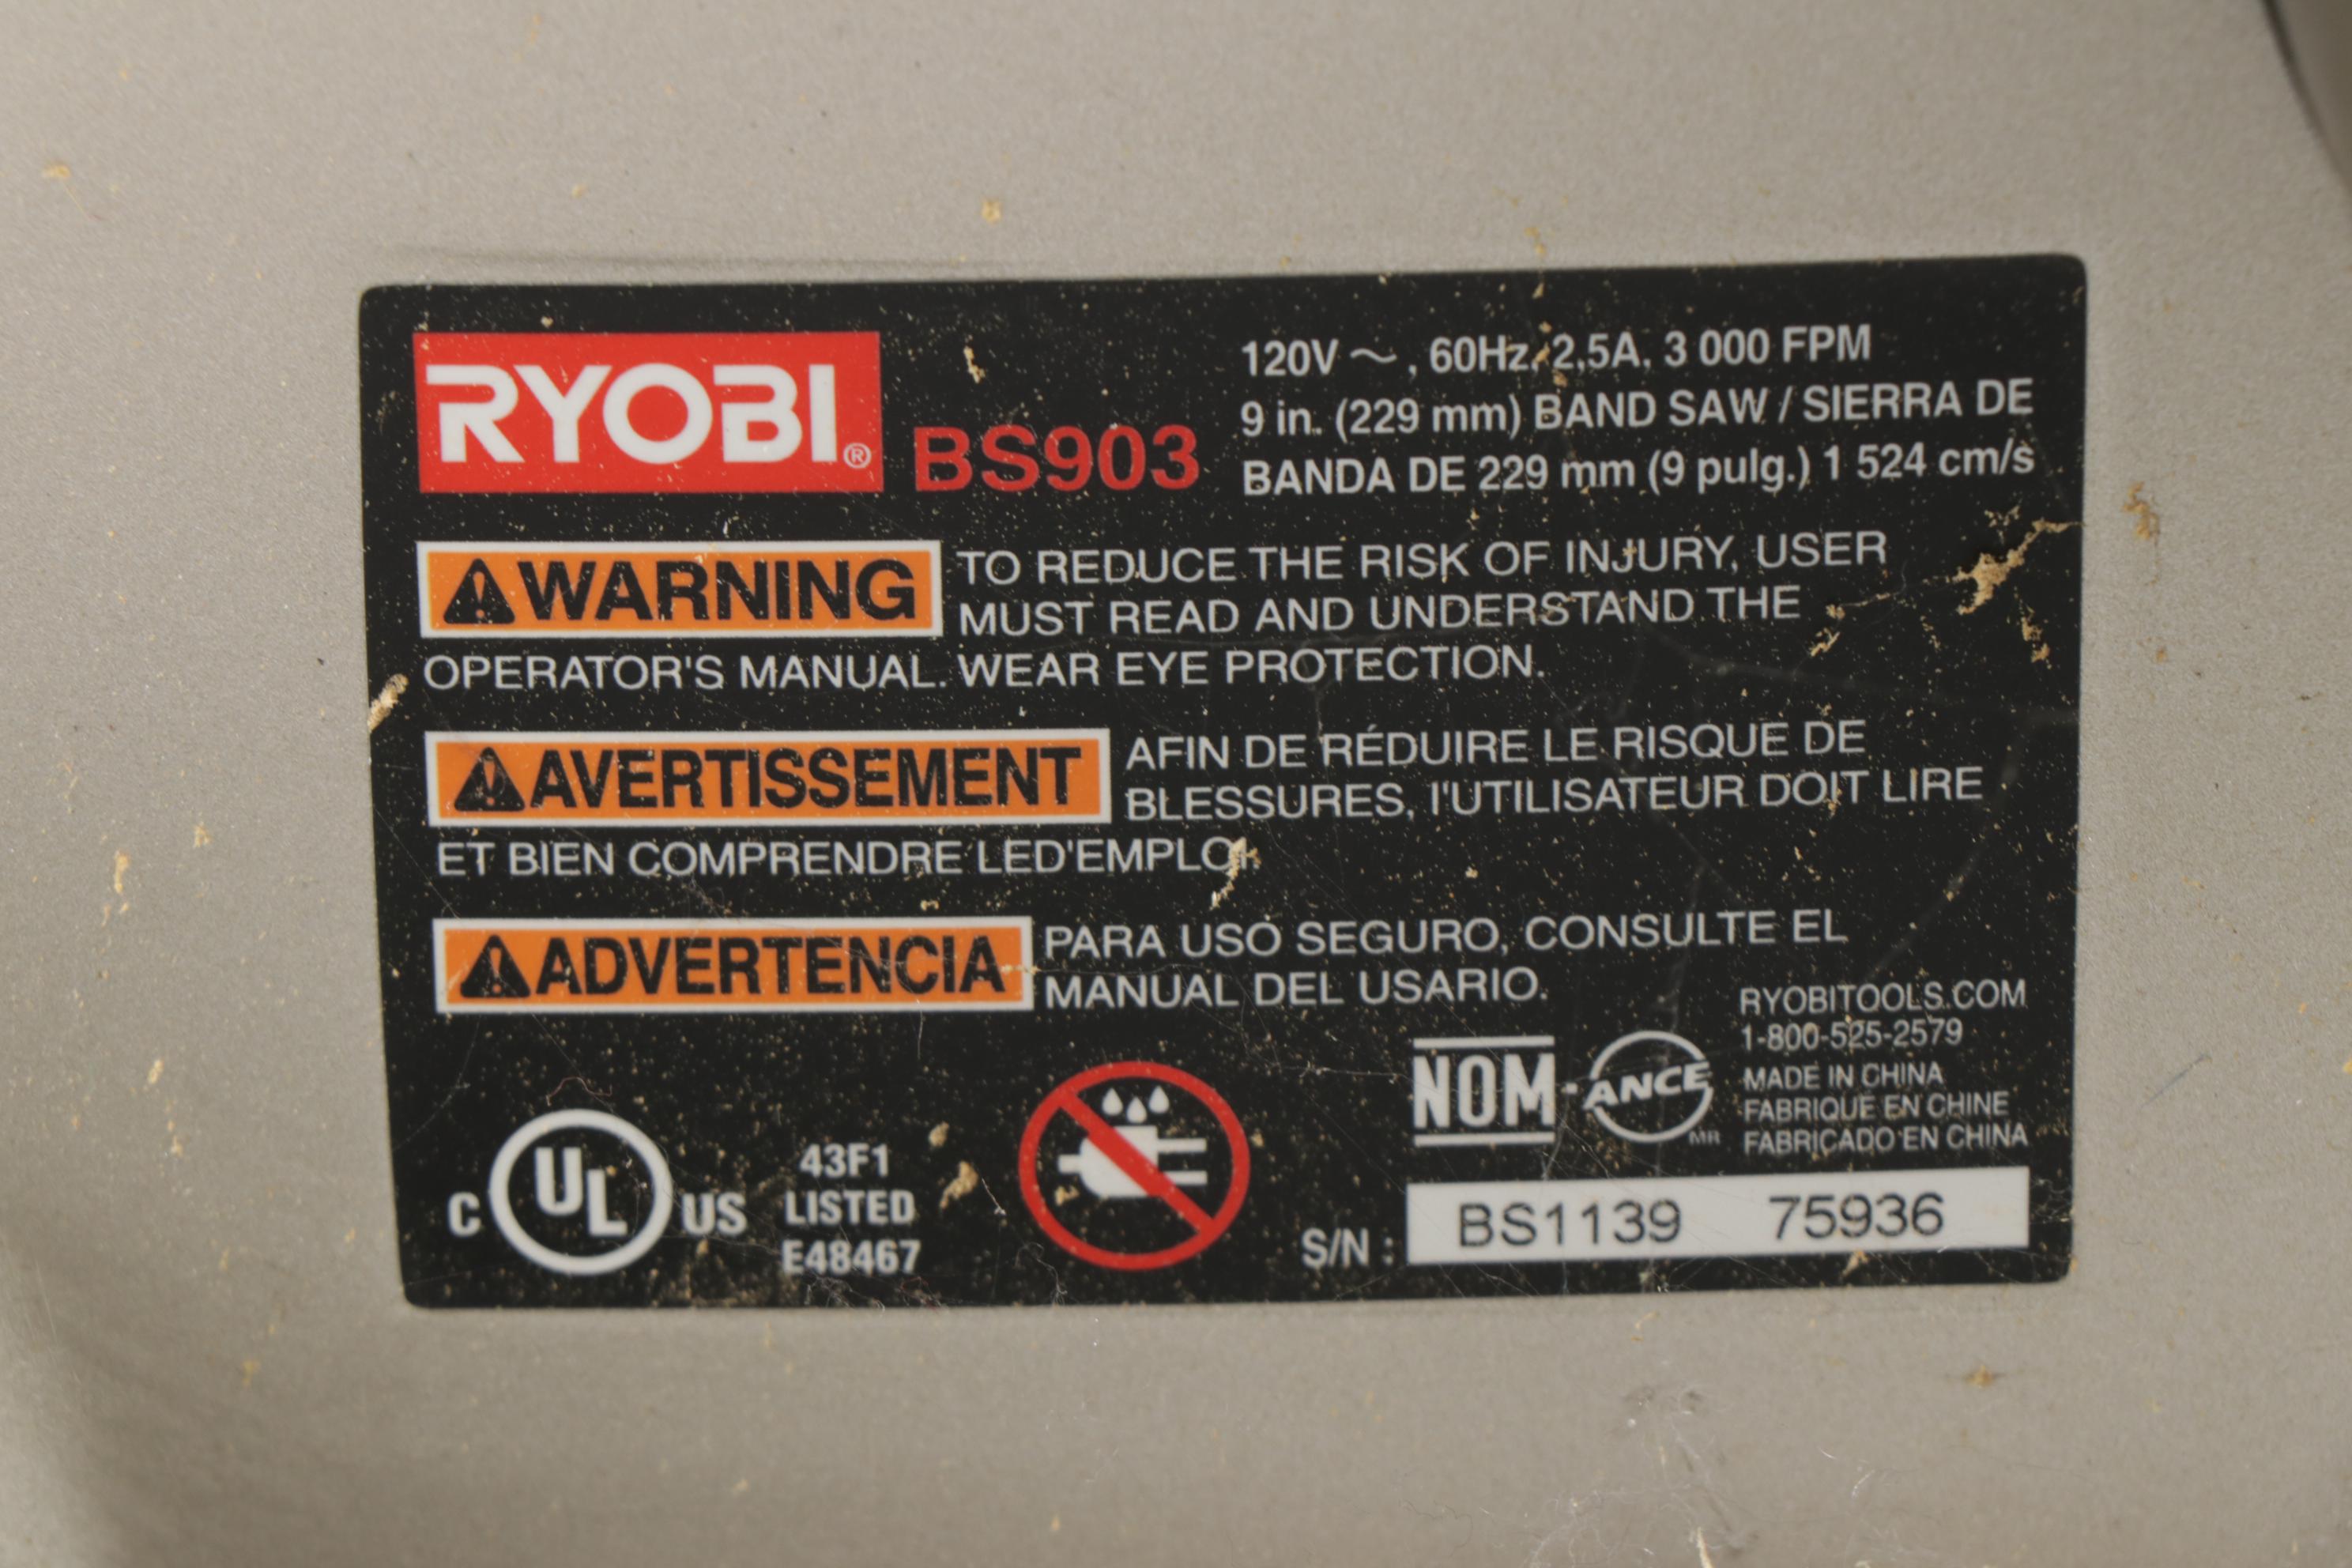 RYOBI®
BS903
120V ~, 60Hz, 2,5A, 3 000 FPM
9 in. (229 mm) BAND SAW / SIERRA DE
BANDA DE 229 mm (9 pulg.) 1 524 cm/s
WARNING
TO REDUCE THE RISK OF INJURY, USER
MUST READ AND UNDERSTAND THE
OPERATOR'S MANUAL. WEAR EYE PROTECTION.
AVERTISSEMENT
AFIN DE RÉDUIRE LE RISQUE DE
BLESSURES, l'UTILISATEUR DOIT LIRE
ET BIEN COMPRENDRE LED'EMPLOI.
ADVERTENCIA
PARA USO SEGURO, CONSULTE EL
MANUAL DEL USARIO.
RYOBITOOLS.COM
1-800-525-2579
MADE IN CHINA
FABRIQUE EN CHINE
FABRICADO EN CHINA
NOM-ANCE
MR
C UL US
43F1
LISTED
E48467
S/N : BS1139 75936